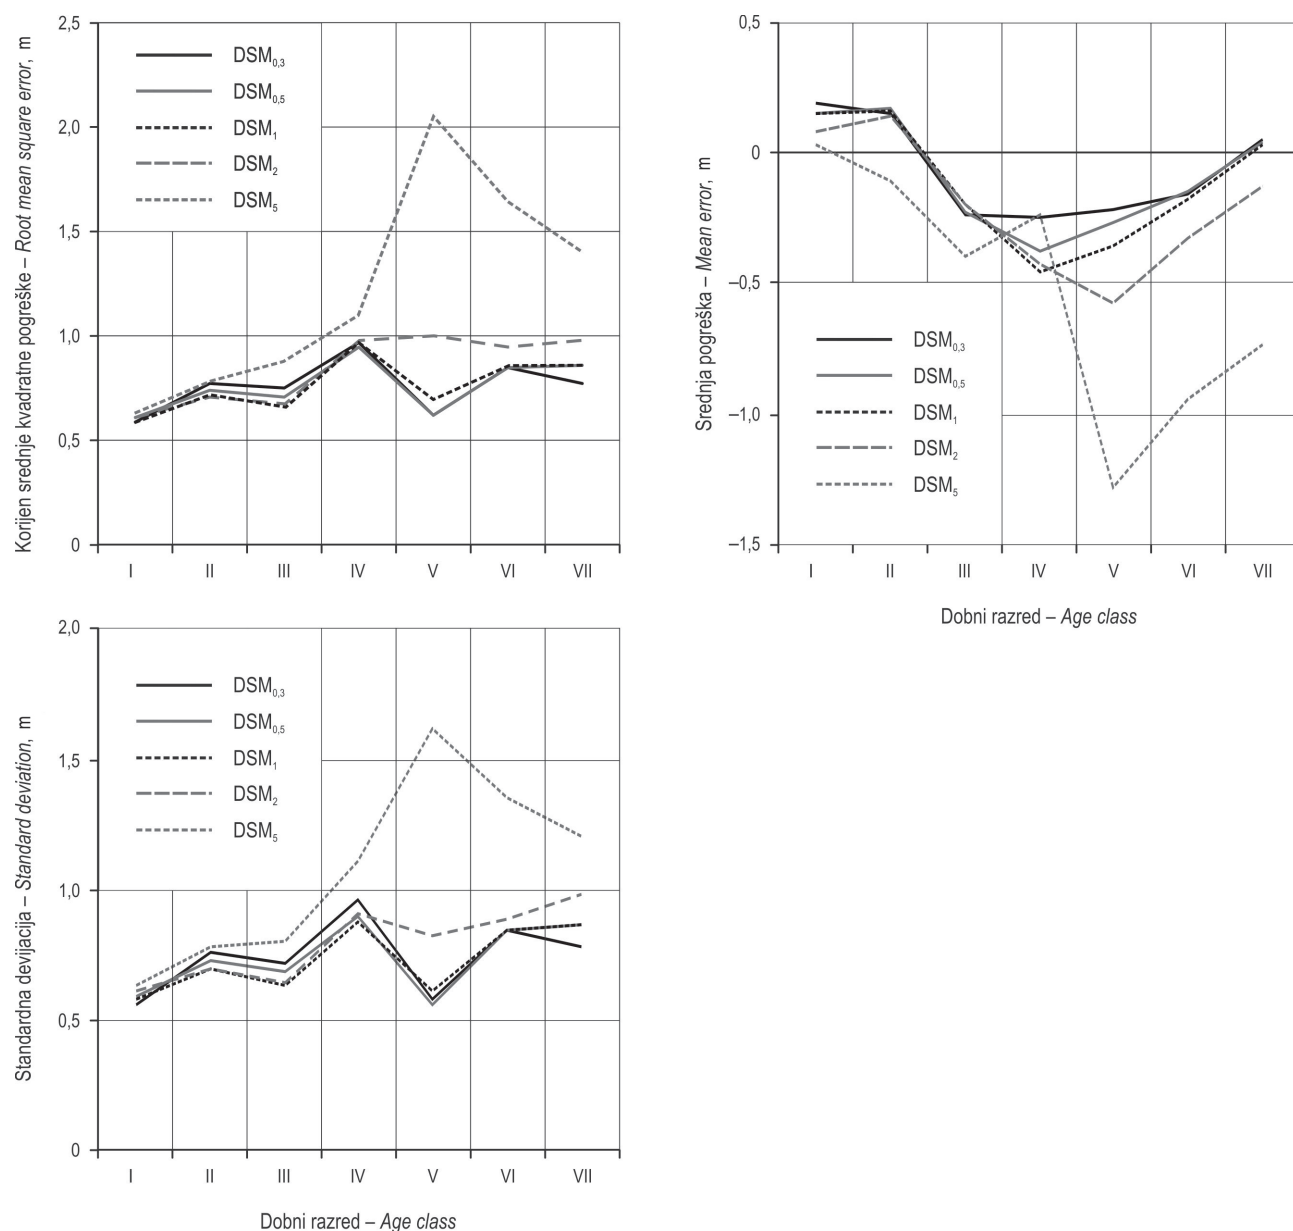 Korijen srednje kvadratne pogreške – Root mean square error, m
2,5
2,0
1,5
1,0
0,5
0
DSM0,3
DSM0,5
DSM1
DSM2
DSM5
I II III IV V VI VII
Srednja pogreška – Mean error, m
0,5
0
–0,5
–1,0
–1,5
DSM0,3
DSM0,5
DSM1
DSM2
DSM5
I II III IV V VI VII
Dobni razred – Age class
Standardna devijacija – Standard deviation, m
2,0
1,5
1,0
0,5
0
DSM0,3
DSM0,5
DSM1
DSM2
DSM5
I II III IV V VI VII
Dobni razred – Age class